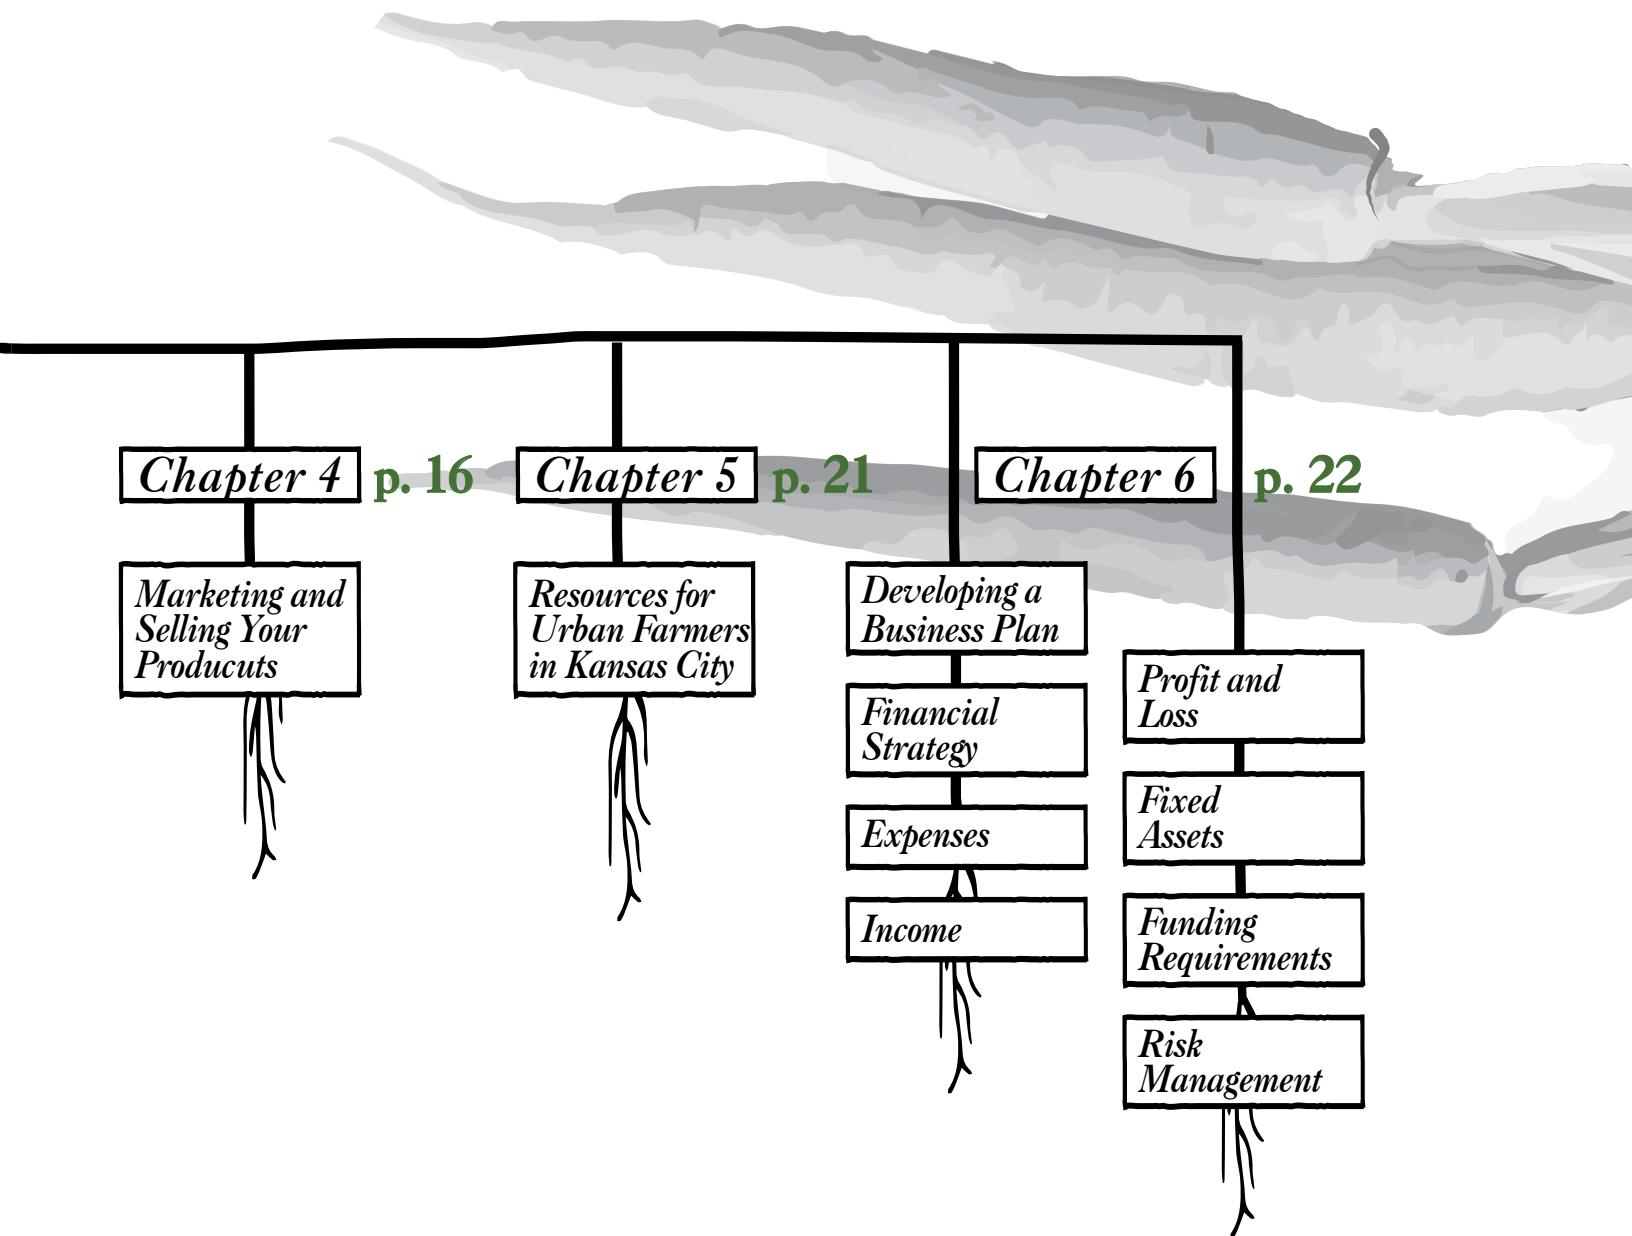 Chapter 4 p. 16
Marketing and
Selling Your
Producuts
Chapter 5 p. 21
Resources for
Urban Farmers
in Kansas City
Chapter 6 p. 22
Developing a
Business Plan
Financial
Strategy
Expenses
Income
Profit and
Loss
Fixed
Assets
Funding
Requirements
Risk
Management